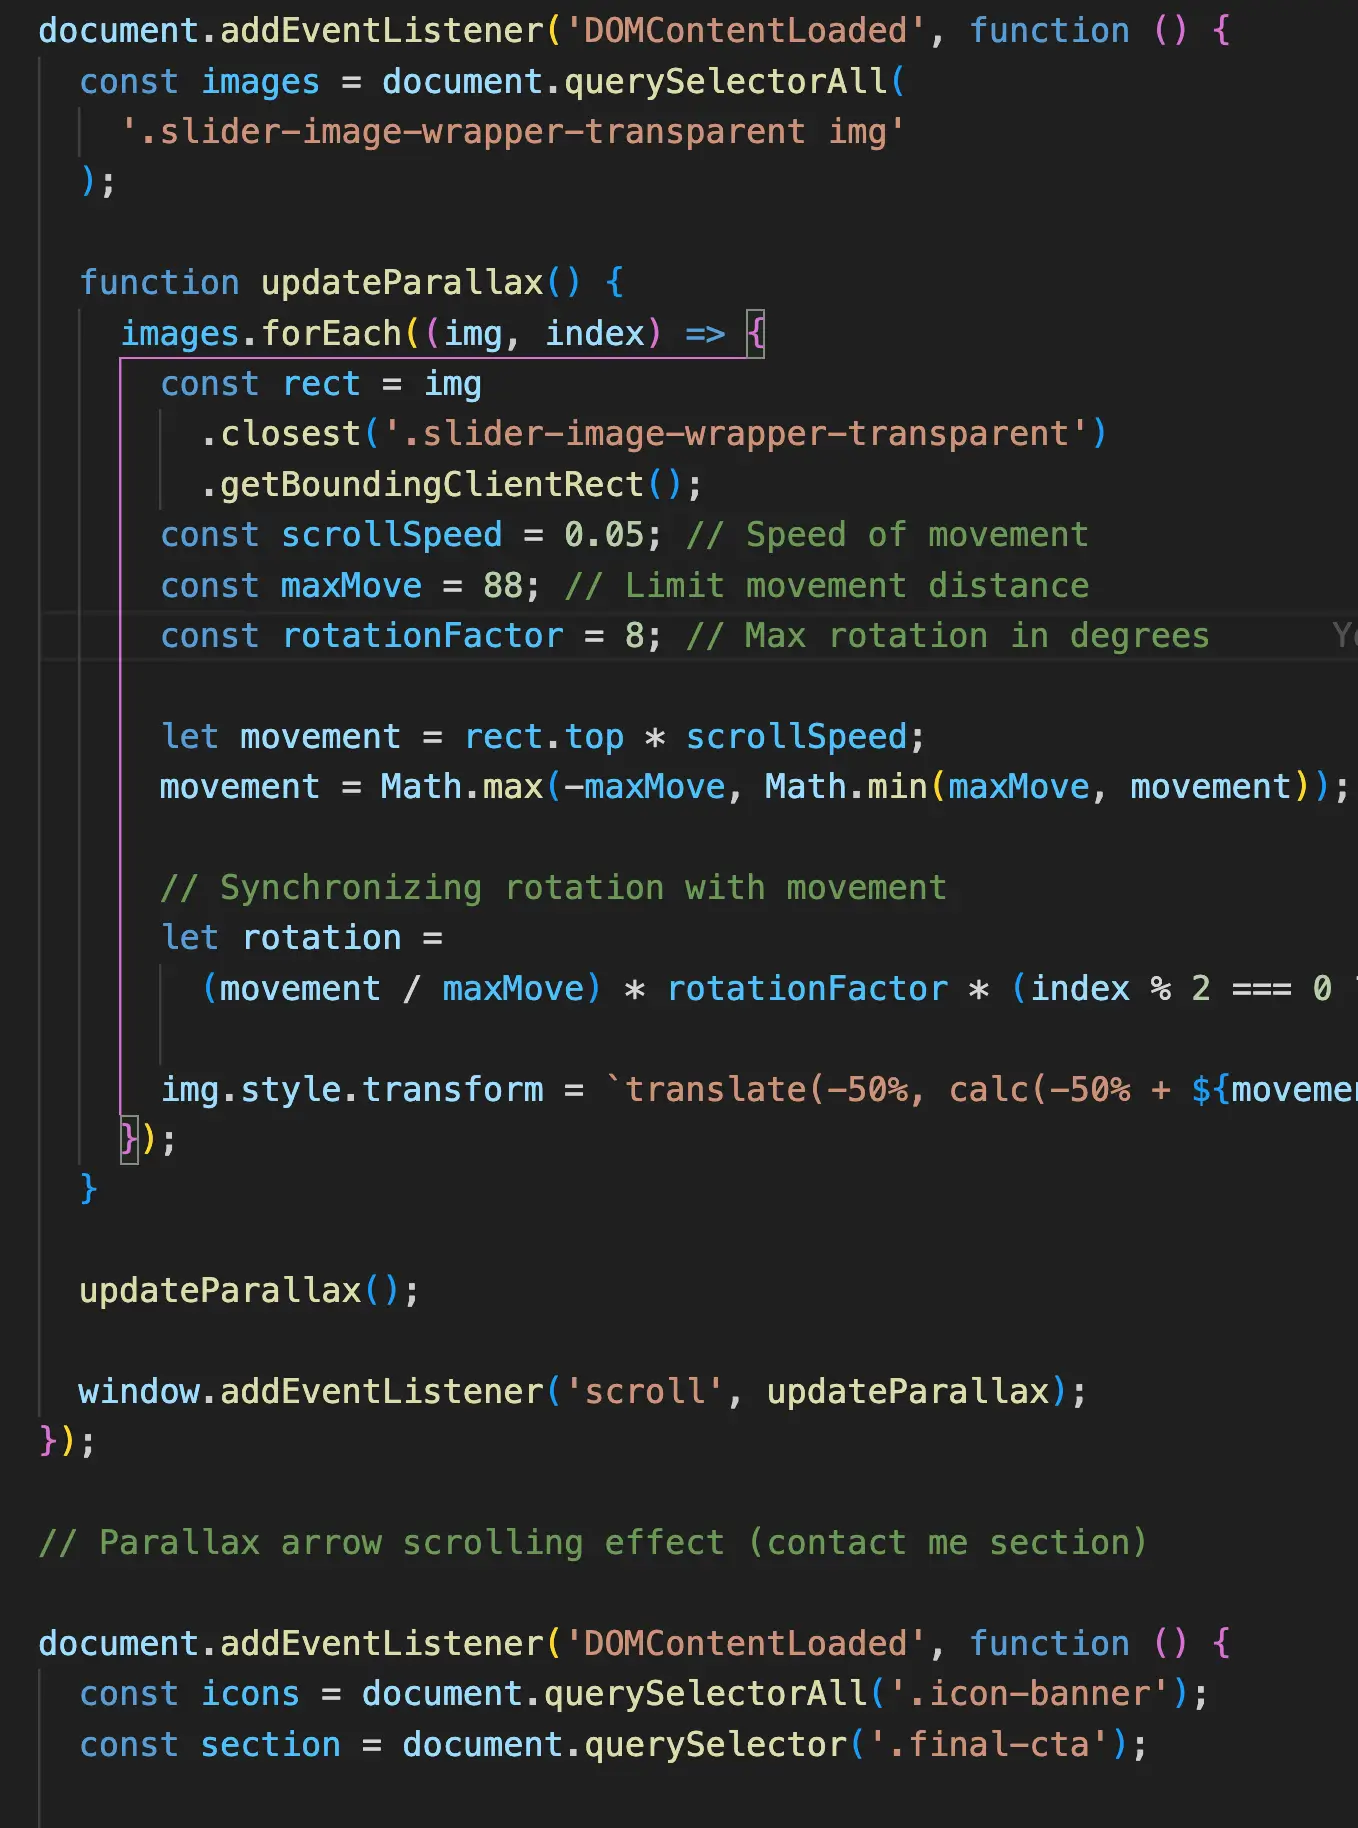 document.addEventListener('DOMContentLoaded', function () {
const images = document.querySelectorAll(
'.slider-image-wrapper-transparent img'
);
function updateParallax() {
images.forEach((img, index) => {
const rect = img
.closest('.slider-image-wrapper-transparent')
.getBoundingClientRect();
const scrollSpeed = 0.05; // Speed of movement
const maxMove = 88; // Limit movement distance
const rotationFactor = 8; // Max rotation in degrees
let movement = rect.top * scrollSpeed;
movement = Math.max(-maxMove, Math.min(maxMove, movement));
// Synchronizing rotation with movement
let rotation =
(movement / maxMove) * rotationFactor * (index % 2 === 0
img.style.transform = `translate(-50%, calc(-50% + ${movemen
});
}
updateParallax();
window.addEventListener('scroll', updateParallax);
});
// Parallax arrow scrolling effect (contact me section)
document.addEventListener('DOMContentLoaded', function () {
const icons = document.querySelectorAll('.icon-banner');
const section = document.querySelector('.final-cta');